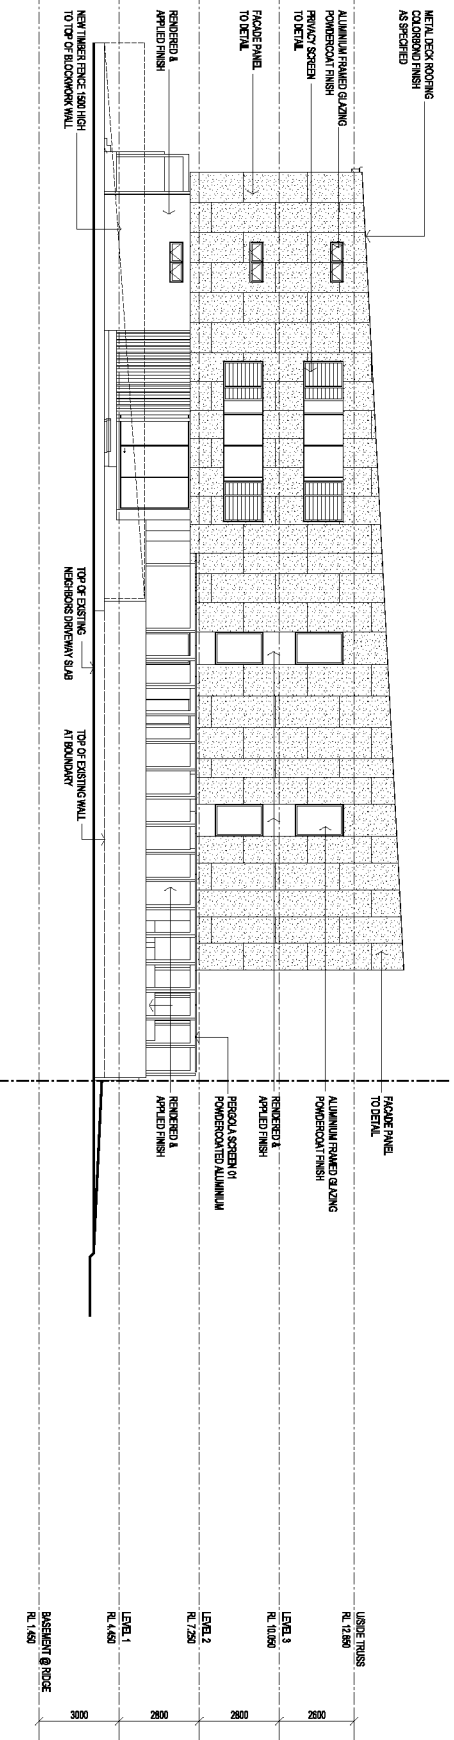 METAL DECK ROOFING
COLORBOND FINISH
AS SPECIFIED
ALUMINIUM FRAMED GLAZING
POWDERCOAT FINISH
PRIVACY SCREEN
TO DETAIL
FACADE PANEL
TO DETAIL
RENDERED &
APPLIED FINISH
NEW TIMBER FENCE 1500 HIGH
TO TOP OF BLOCKWORK WALL
TOP OF EXISTING
NEIGHBORS DRIVEWAY SLAB
TOP OF EXISTING WALL
AT BOUNDARY
FACADE PANEL
TO DETAIL
ALUMINIUM FRAMED GLAZING
POWDERCOAT FINISH
RENDERED &
APPLIED FINISH
PERGOLA SCREEN 01
POWDERCOATED ALUMINIUM
RENDERED &
APPLIED FINISH
U/SIDE TRUSS
RL 12.650
LEVEL 3
RL 10.050
LEVEL 2
RL 7.250
LEVEL 1
RL 4.450
BASEMENT @ RIDGE
RL 1.450
2600
2800
2800
3000